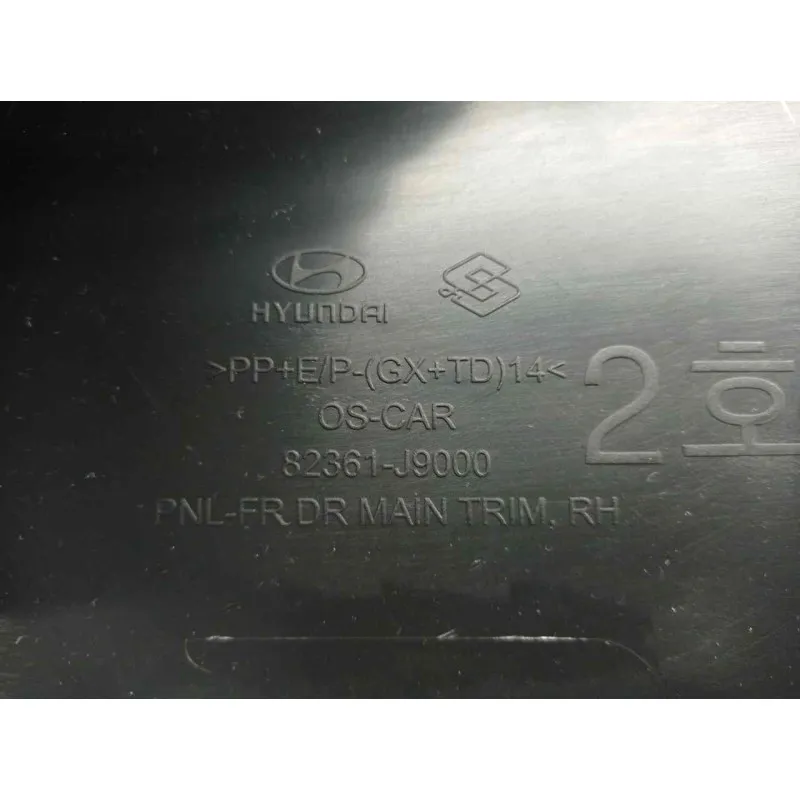 HYUNDAI
>PP+E/P-(GX+TD)14<
OS-CAR
82361-J9000
PNL-FR DR MAIN TRIM, RH
2호